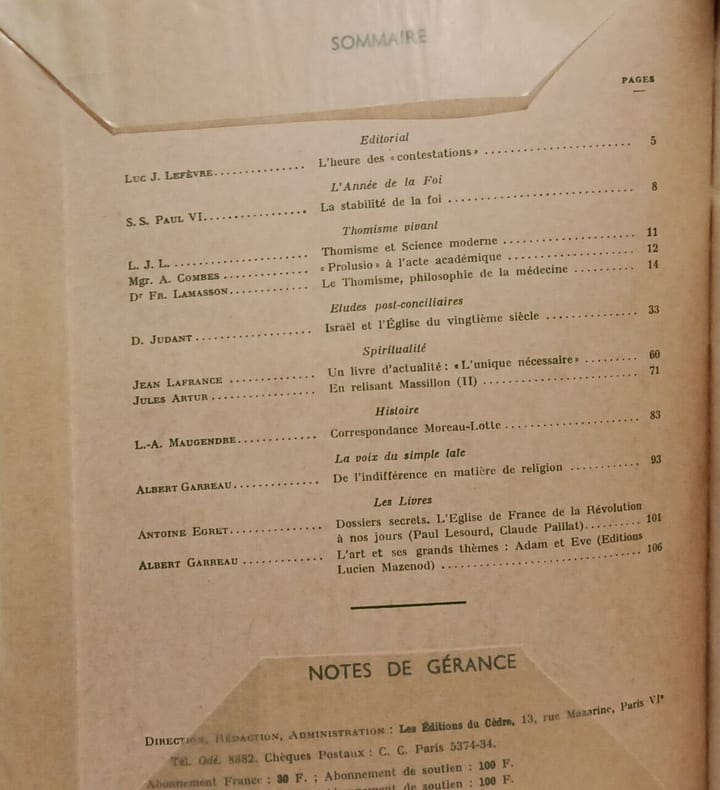 SOMMAIRE
PAGES
Editorial
LUC J. LEFÈVRE.............. L'heure des «contestations» .................... 5
L'Année de la Foi
S. S. PAUL VI................ La stabilité de la foi .......................... 8
Thomisme vivant
L. J. L. .................... Thomisme et Science moderne .................. 11
Mgr. A. COMBES ............. «Prolusio» à l'acte académique ................ 12
Dr FR. LAMASSON............. Le Thomisme, philosophie de la médecine ......... 14
Etudes post-conciliaires
D. JUDANT.................. Israël et l'Église du vingtième siècle ............. 33
Spiritualité
JEAN LAFRANCE ............. Un livre d'actualité : «L'unique nécessaire» ........ 60
JULES ARTUR................ En relisant Massillon (II) ..................... 71
Histoire
L.-A. MAUGENDRE............ Correspondance Moreau-Lotte .................. 83
La voix du simple laïc
ALBERT GARREAU............. De l'indifférence en matière de religion .......... 93
Les Livres
ANTOINE EGRET.............. Dossiers secrets. L'Eglise de France de la Révolution
à nos jours (Paul Lesourd, Claude Paillat)......... 101
ALBERT GARREAU ............ L'art et ses grands thèmes : Adam et Eve (Editions
Lucien Mazenod) ............................ 106
NOTES DE GÉRANCE
DIRECTION, RÉDACTION, ADMINISTRATION : Les Éditions du Cèdre, 13, rue Mazarine, Paris VIe
Tél. Odé. 8882. Chèques Postaux : C. C. Paris 5374-34.
Abonnement France : 30 F. ; Abonnement de soutien : 100 F.
de soutien : 100 F.